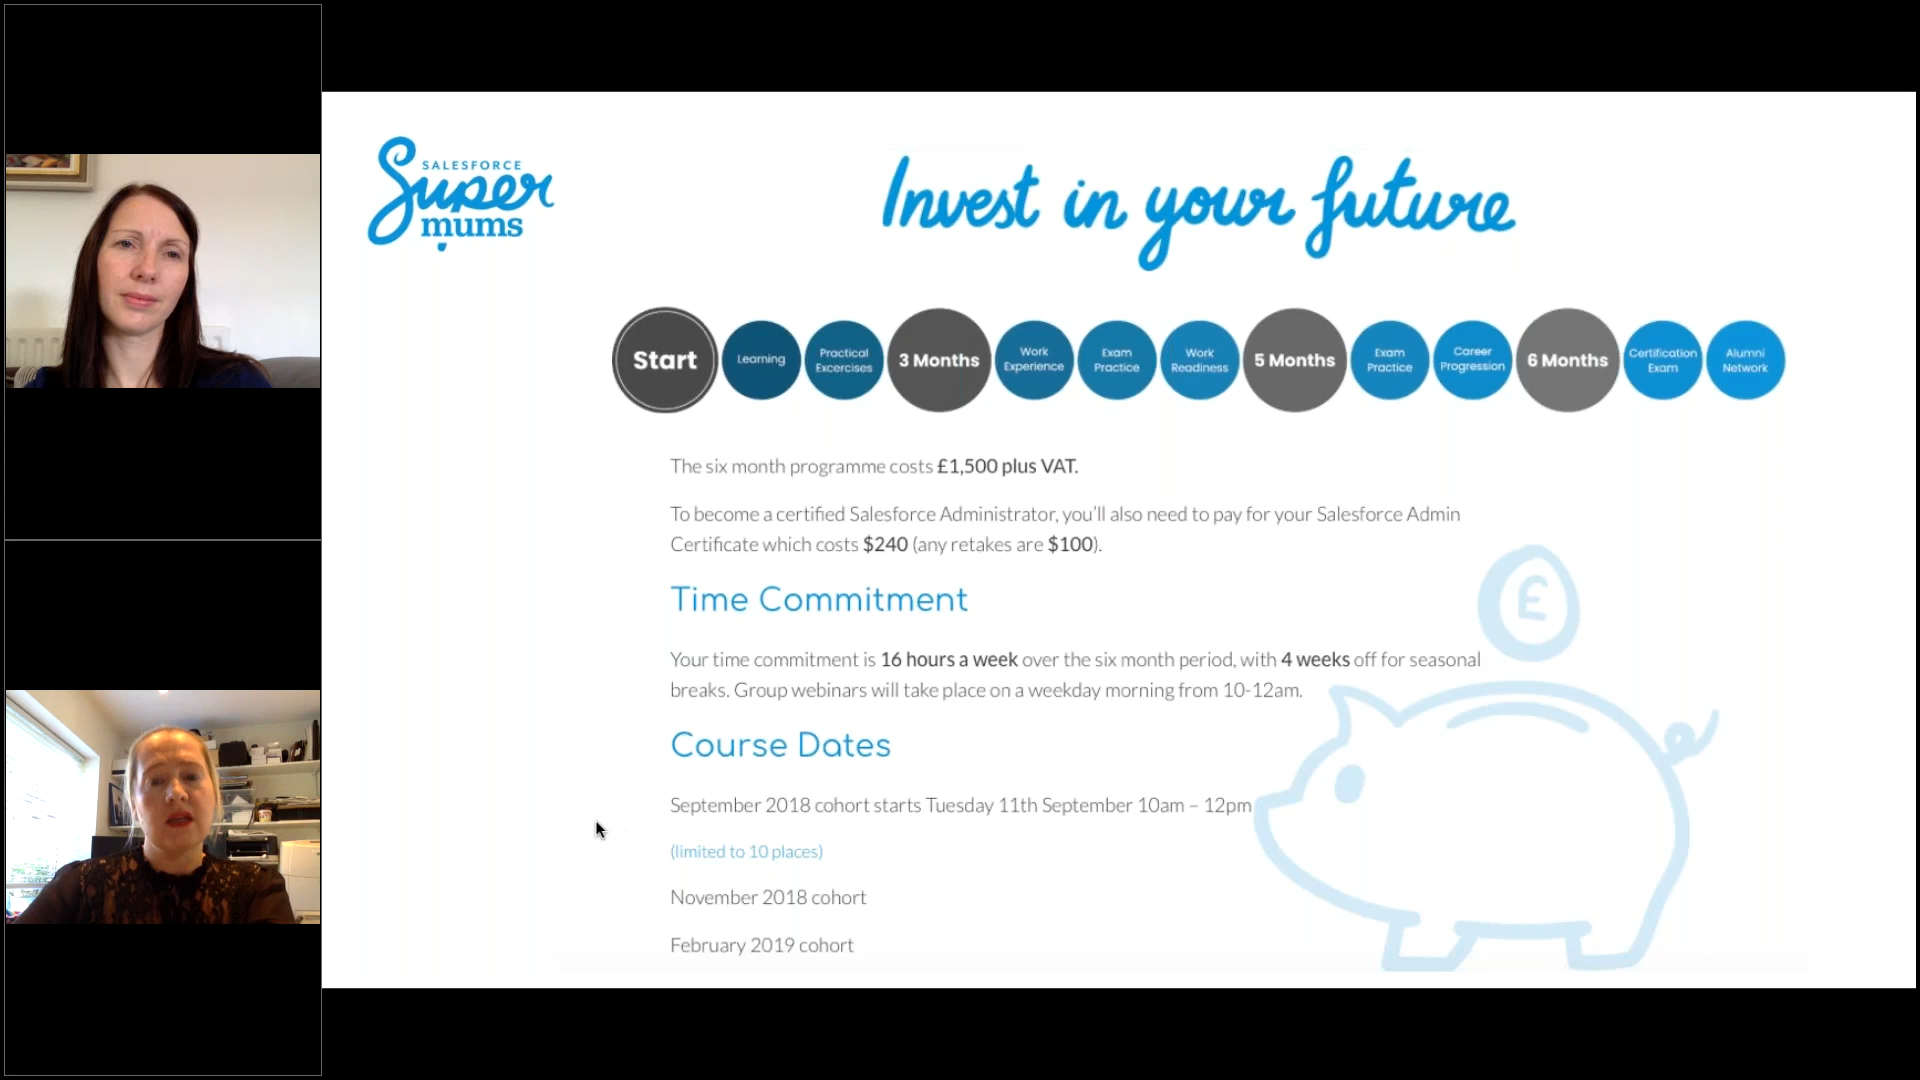 SALESFORCE
Super
mums
Invest in your future
Start
Learning
Practical
Excercises
3 Months
Work
Experience
Exam
Practice
Work
Readiness
5 Months
Exam
Practice
Career
Progression
6 Months
Certification
Exam
Alumni
Network
The six month programme costs £1,500 plus VAT.
To become a certified Salesforce Administrator, you'll also need to pay for your Salesforce Admin
Certificate which costs $240 (any retakes are $100).
£
Time Commitment
Your time commitment is 16 hours a week over the six month period, with 4 weeks off for seasonal
breaks. Group webinars will take place on a weekday morning from 10-12am.
Course Dates
September 2018 cohort starts Tuesday 11th September 10am – 12pm
(limited to 10 places)
November 2018 cohort
February 2019 cohort